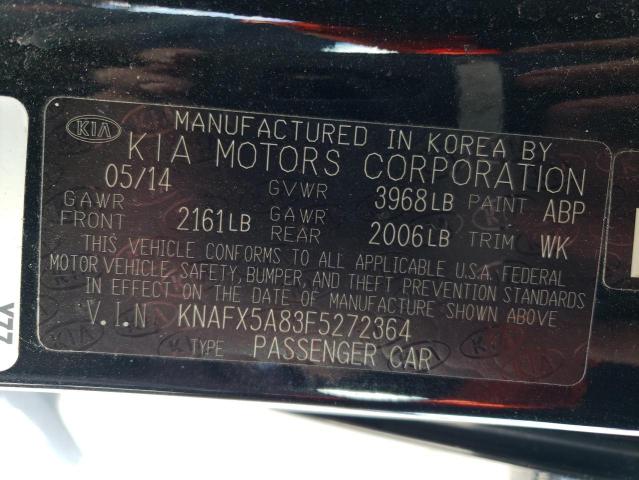 KIA
MANUFACTURED IN KOREA BY
KIA MOTORS CORPORATION
05/14 GVWR 3968LB PAINT ABP
GAWR FRONT 2161LB GAWR REAR 2006LB TRIM WK
THIS VEHICLE CONFORMS TO ALL APPLICABLE U.S.A. FEDERAL
MOTOR VEHICLE, SAFETY, BUMPER, AND THEFT PREVENTION STANDARDS
IN EFFECT ON THE DATE OF MANUFACTURE SHOWN ABOVE.
V.I.N KNAFX5A83F5272364
TYPE PASSENGER CAR